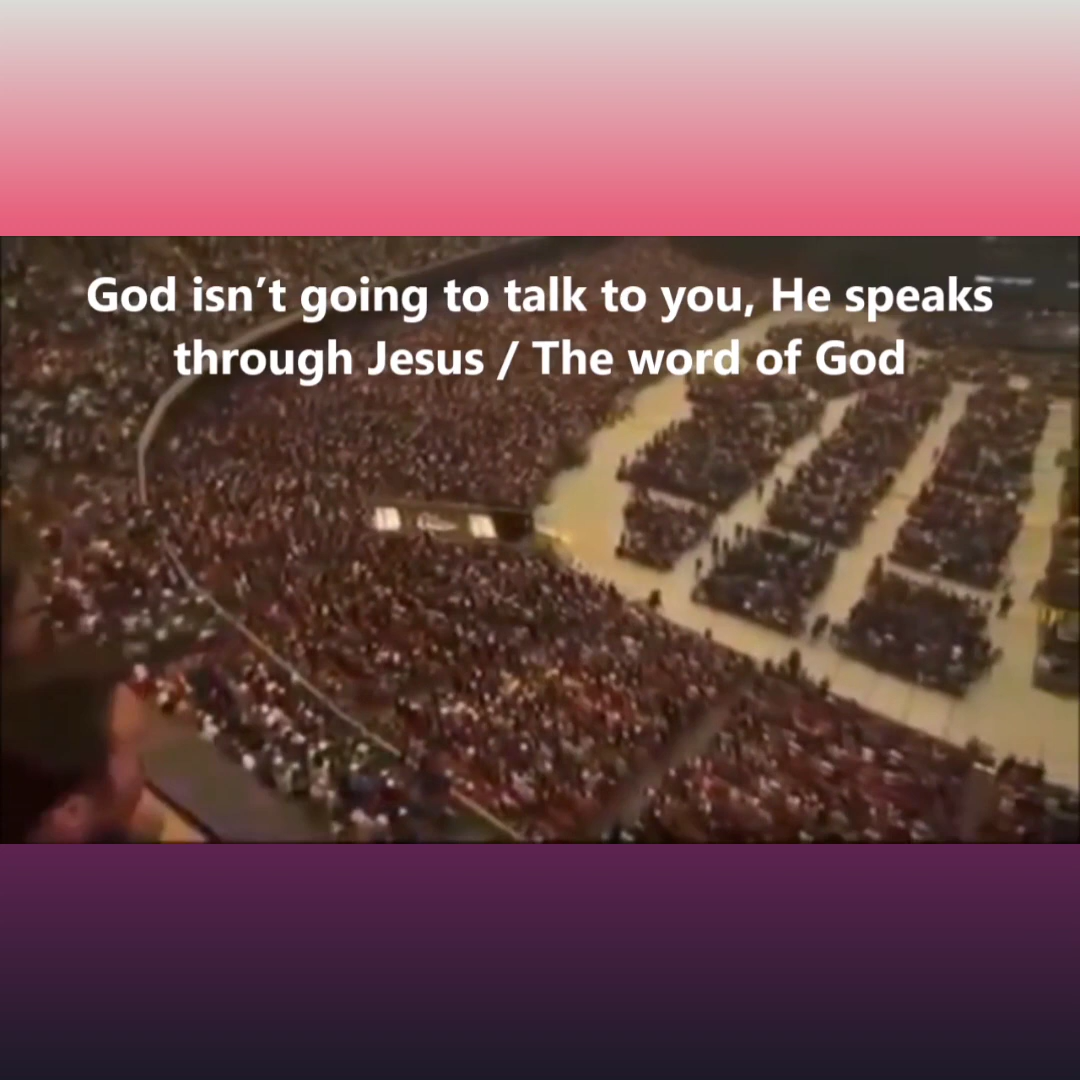 God isn’t going to talk to you, He speaks
through Jesus / The word of God